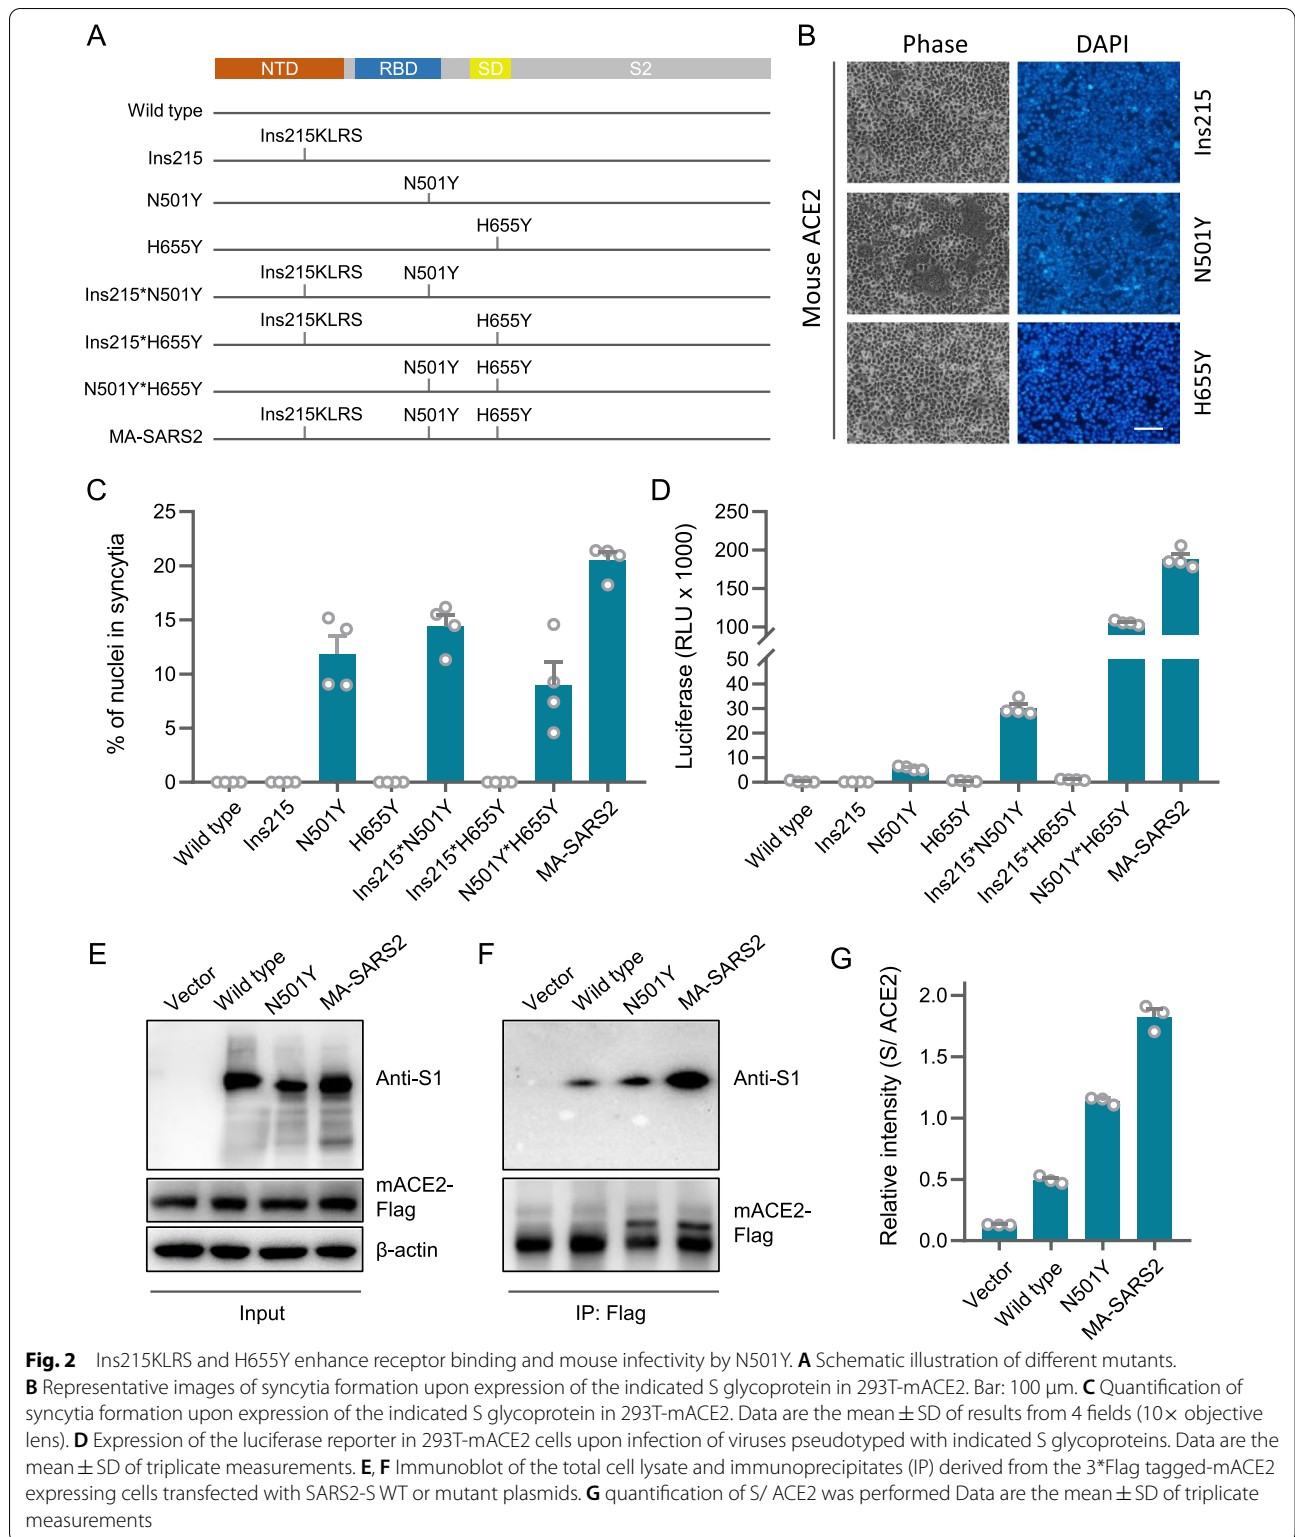 A
NTD RBD SD S2
Wild type
Ins215KLRS
Ins215
N501Y
N501Y
H655Y
H655Y
Ins215KLRS N501Y
Ins215*N501Y
Ins215KLRS H655Y
Ins215*H655Y
N501Y H655Y
N501Y*H655Y
Ins215KLRS N501Y H655Y
MA-SARS2
B
Phase DAPI
Mouse ACE2
Ins215
N501Y
H655Y
C
% of nuclei in syncytia
25
20
15
10
5
0
Wild type
Ins215
N501Y
H655Y
Ins215*N501Y
Ins215*H655Y
N501Y*H655Y
MA-SARS2
D
Luciferase (RLU x 1000)
250
200
150
100
50
40
30
20
10
0
Wild type
Ins215
N501Y
H655Y
Ins215*N501Y
Ins215*H655Y
N501Y*H655Y
MA-SARS2
E
Vector
Wild type
N501Y
MA-SARS2
Anti-S1
mACE2-
Flag
β-actin
Input
F
Vector
Wild type
N501Y
MA-SARS2
Anti-S1
mACE2-
Flag
IP: Flag
G
Relative intensity (S/ ACE2)
2.0
1.5
1.0
0.5
0.0
Vector
Wild type
N501Y
MA-SARS2
Fig. 2 Ins215KLRS and H655Y enhance receptor binding and mouse infectivity by N501Y. A Schematic illustration of different mutants.
B Representative images of syncytia formation upon expression of the indicated S glycoprotein in 293T-mACE2. Bar: 100 μm. C Quantification of
syncytia formation upon expression of the indicated S glycoprotein in 293T-mACE2. Data are the mean ± SD of results from 4 fields (10× objective
lens). D Expression of the luciferase reporter in 293T-mACE2 cells upon infection of viruses pseudotyped with indicated S glycoproteins. Data are the
mean ± SD of triplicate measurements. E, F Immunoblot of the total cell lysate and immunoprecipitates (IP) derived from the 3*Flag tagged-mACE2
expressing cells transfected with SARS2-S WT or mutant plasmids. G quantification of S/ ACE2 was performed Data are the mean ± SD of triplicate
measurements